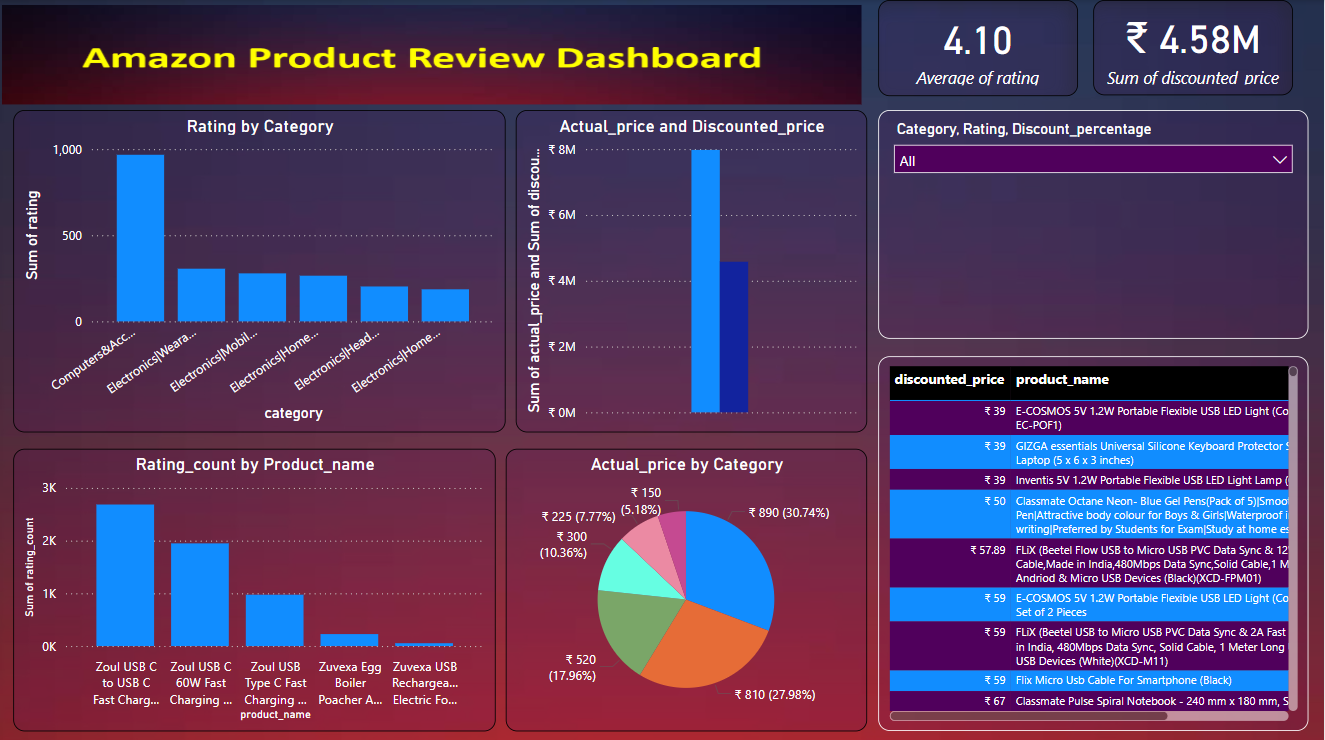 Amazon Product Review Dashboard
4.10
Average of rating
₹ 4.58M
Sum of discounted_price
Rating by Category
Sum of rating
1,000
500
0
Computers&Acc...
Electronics|Weara...
Electronics|Mobil...
Electronics|Home...
Electronics|Head...
Electronics|Home...
category
Actual_price and Discounted_price
Sum of actual_price and Sum of discou...
₹ 8M
₹ 6M
₹ 4M
₹ 2M
₹ 0M
Category, Rating, Discount_percentage
All
Rating_count by Product_name
Sum of rating_count
3K
2K
1K
0K
Zoul USB C
to USB C
Fast Charg...
Zoul USB C
60W Fast
Charging ...
Zoul USB
Type C Fast
Charging ...
Zuvexa Egg
Boiler
Poacher A...
Zuvexa USB
Rechargea...
Electric Fo...
product_name
Actual_price by Category
₹ 150
(5.18%)
₹ 225 (7.77%)
₹ 300
(10.36%)
₹ 520
(17.96%)
₹ 890 (30.74%)
₹ 810 (27.98%)
discounted_price product_name
₹ 39 E-COSMOS 5V 1.2W Portable Flexible USB LED Light (Co
EC-POF1)
₹ 39 GIZGA essentials Universal Silicone Keyboard Protector S
Laptop (5 x 6 x 3 inches)
₹ 39 Inventis 5V 1.2W Portable Flexible USB LED Light Lamp (
₹ 50 Classmate Octane Neon- Blue Gel Pens(Pack of 5)|Smoo
Pen|Attractive body colour for Boys & Girls|Waterproof i
writing|Preferred by Students for Exam|Study at home es
₹ 57.89 FLiX (Beetel Flow USB to Micro USB PVC Data Sync & 12
Cable,Made in India,480Mbps Data Sync,Solid Cable,1 M
Andriod & Micro USB Devices (Black)(XCD-FPM01)
₹ 59 E-COSMOS 5V 1.2W Portable Flexible USB LED Light (Co
Set of 2 Pieces
₹ 59 FLiX (Beetel USB to Micro USB PVC Data Sync & 2A Fast
in India, 480Mbps Data Sync, Solid Cable, 1 Meter Long
USB Devices (White)(XCD-M11)
₹ 59 Flix Micro Usb Cable For Smartphone (Black)
₹ 67 Classmate Pulse Spiral Notebook - 240 mm x 180 mm, S